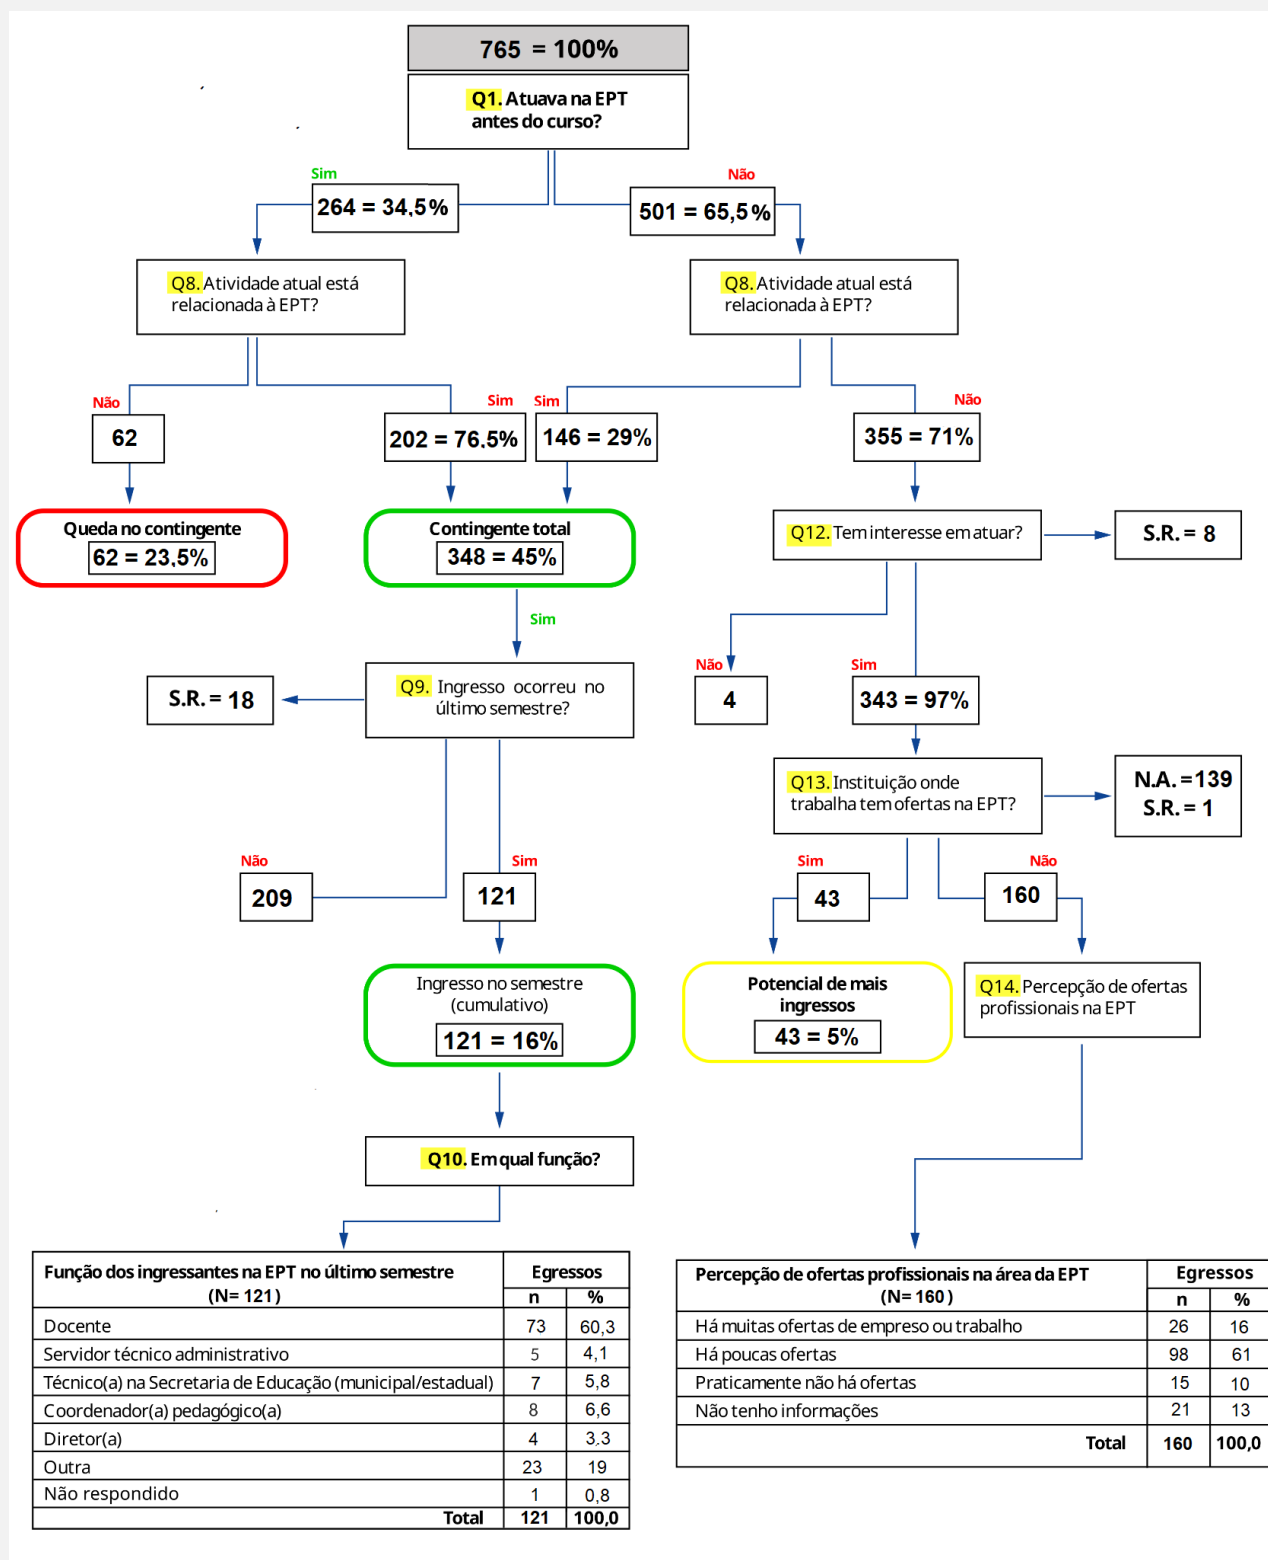 765 = 100%
Q1. Atuava na EPT
antes do curso?
Sim
Não
264 = 34,5%
501 = 65,5%
Q8. Atividade atual está
relacionada à EPT?
Q8. Atividade atual está
relacionada à EPT?
Não
Sim
Sim
Não
62
202 = 76,5%
146 = 29%
355 = 71%
Queda no contingente
62 = 23,5%
Contingente total
348 = 45%
Q12. Tem interesse em atuar?
S.R. = 8
Sim
Q9. Ingresso ocorreu no
último semestre?
S.R. = 18
Não
Sim
4
343 = 97%
Q13. Instituição onde
trabalha tem ofertas na EPT?
N.A. =139
S.R. = 1
Não
Sim
Sim
Não
209
121
43
160
Ingresso no semestre
(cumulativo)
121 = 16%
Potencial de mais
ingressos
43 = 5%
Q14. Percepção de ofertas
profissionais na EPT
Q10. Em qual função?
Função dos ingressantes na EPT no último semestre
(N= 121)
Egressos
n %
Docente 73 60,3
Servidor técnico administrativo 5 4,1
Técnico(a) na Secretaria de Educação (municipal/estadual) 7 5,8
Coordenador(a) pedagógico(a) 8 6,6
Diretor(a) 4 3,3
Outra 23 19
Não respondido 1 0,8
Total 121 100,0
Percepção de ofertas profissionais na área da EPT
(N= 160)
Egressos
n %
Há muitas ofertas de empreso ou trabalho 26 16
Há poucas ofertas 98 61
Praticamente não há ofertas 15 10
Não tenho informações 21 13
Total 160 100,0